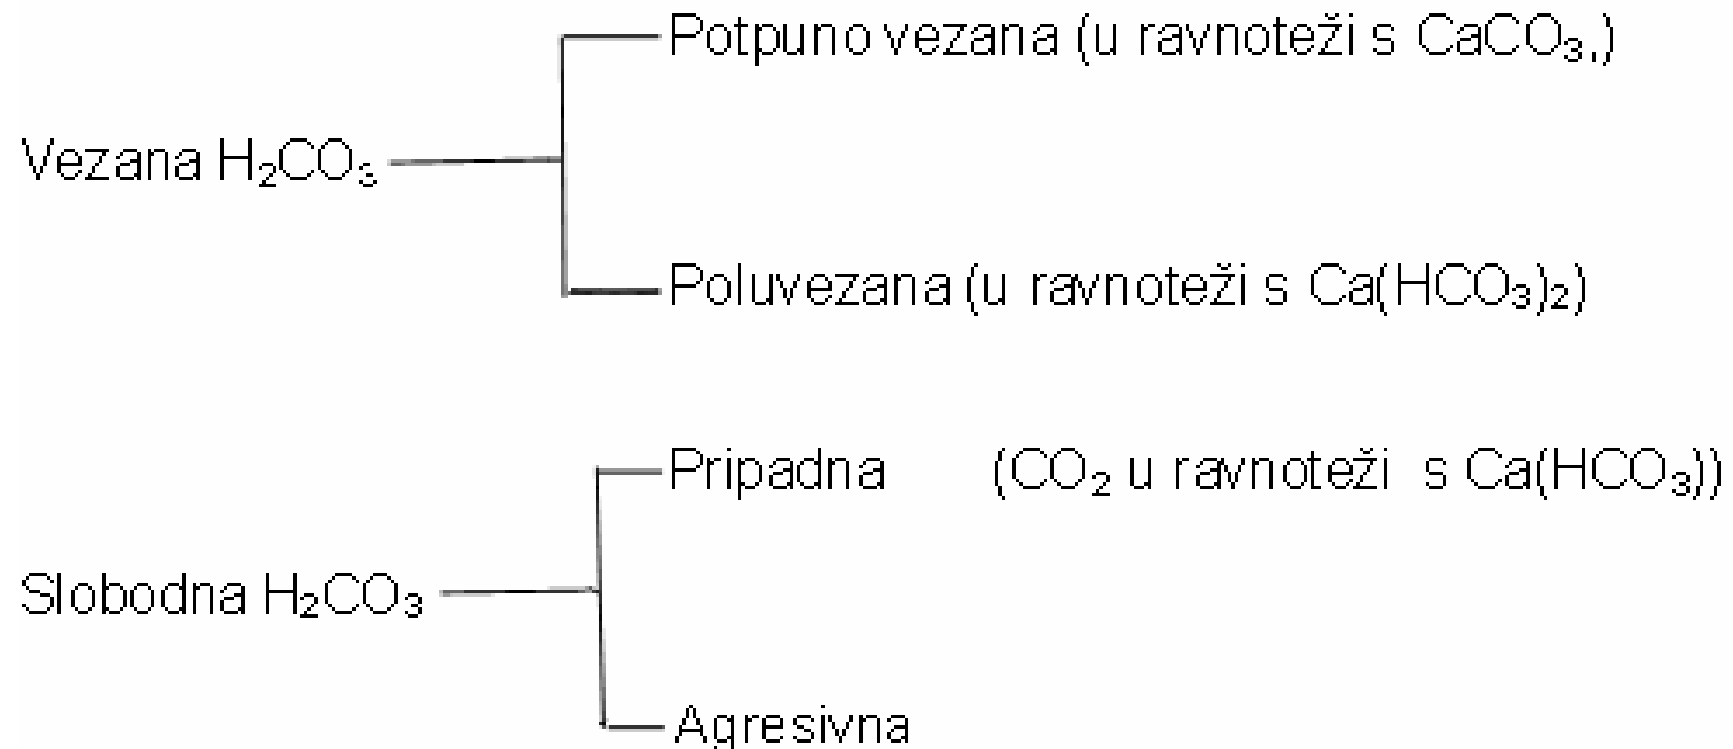 Potpuno vezana (u ravnoteži s CaCO₃,)
Vezana H₂CO₃
Poluvezana (u ravnoteži s Ca(HCO₃)₂)
Pripadna (CO₂ u ravnoteži s Ca(HCO₃))
Slobodna H₂CO₃
Agresivna